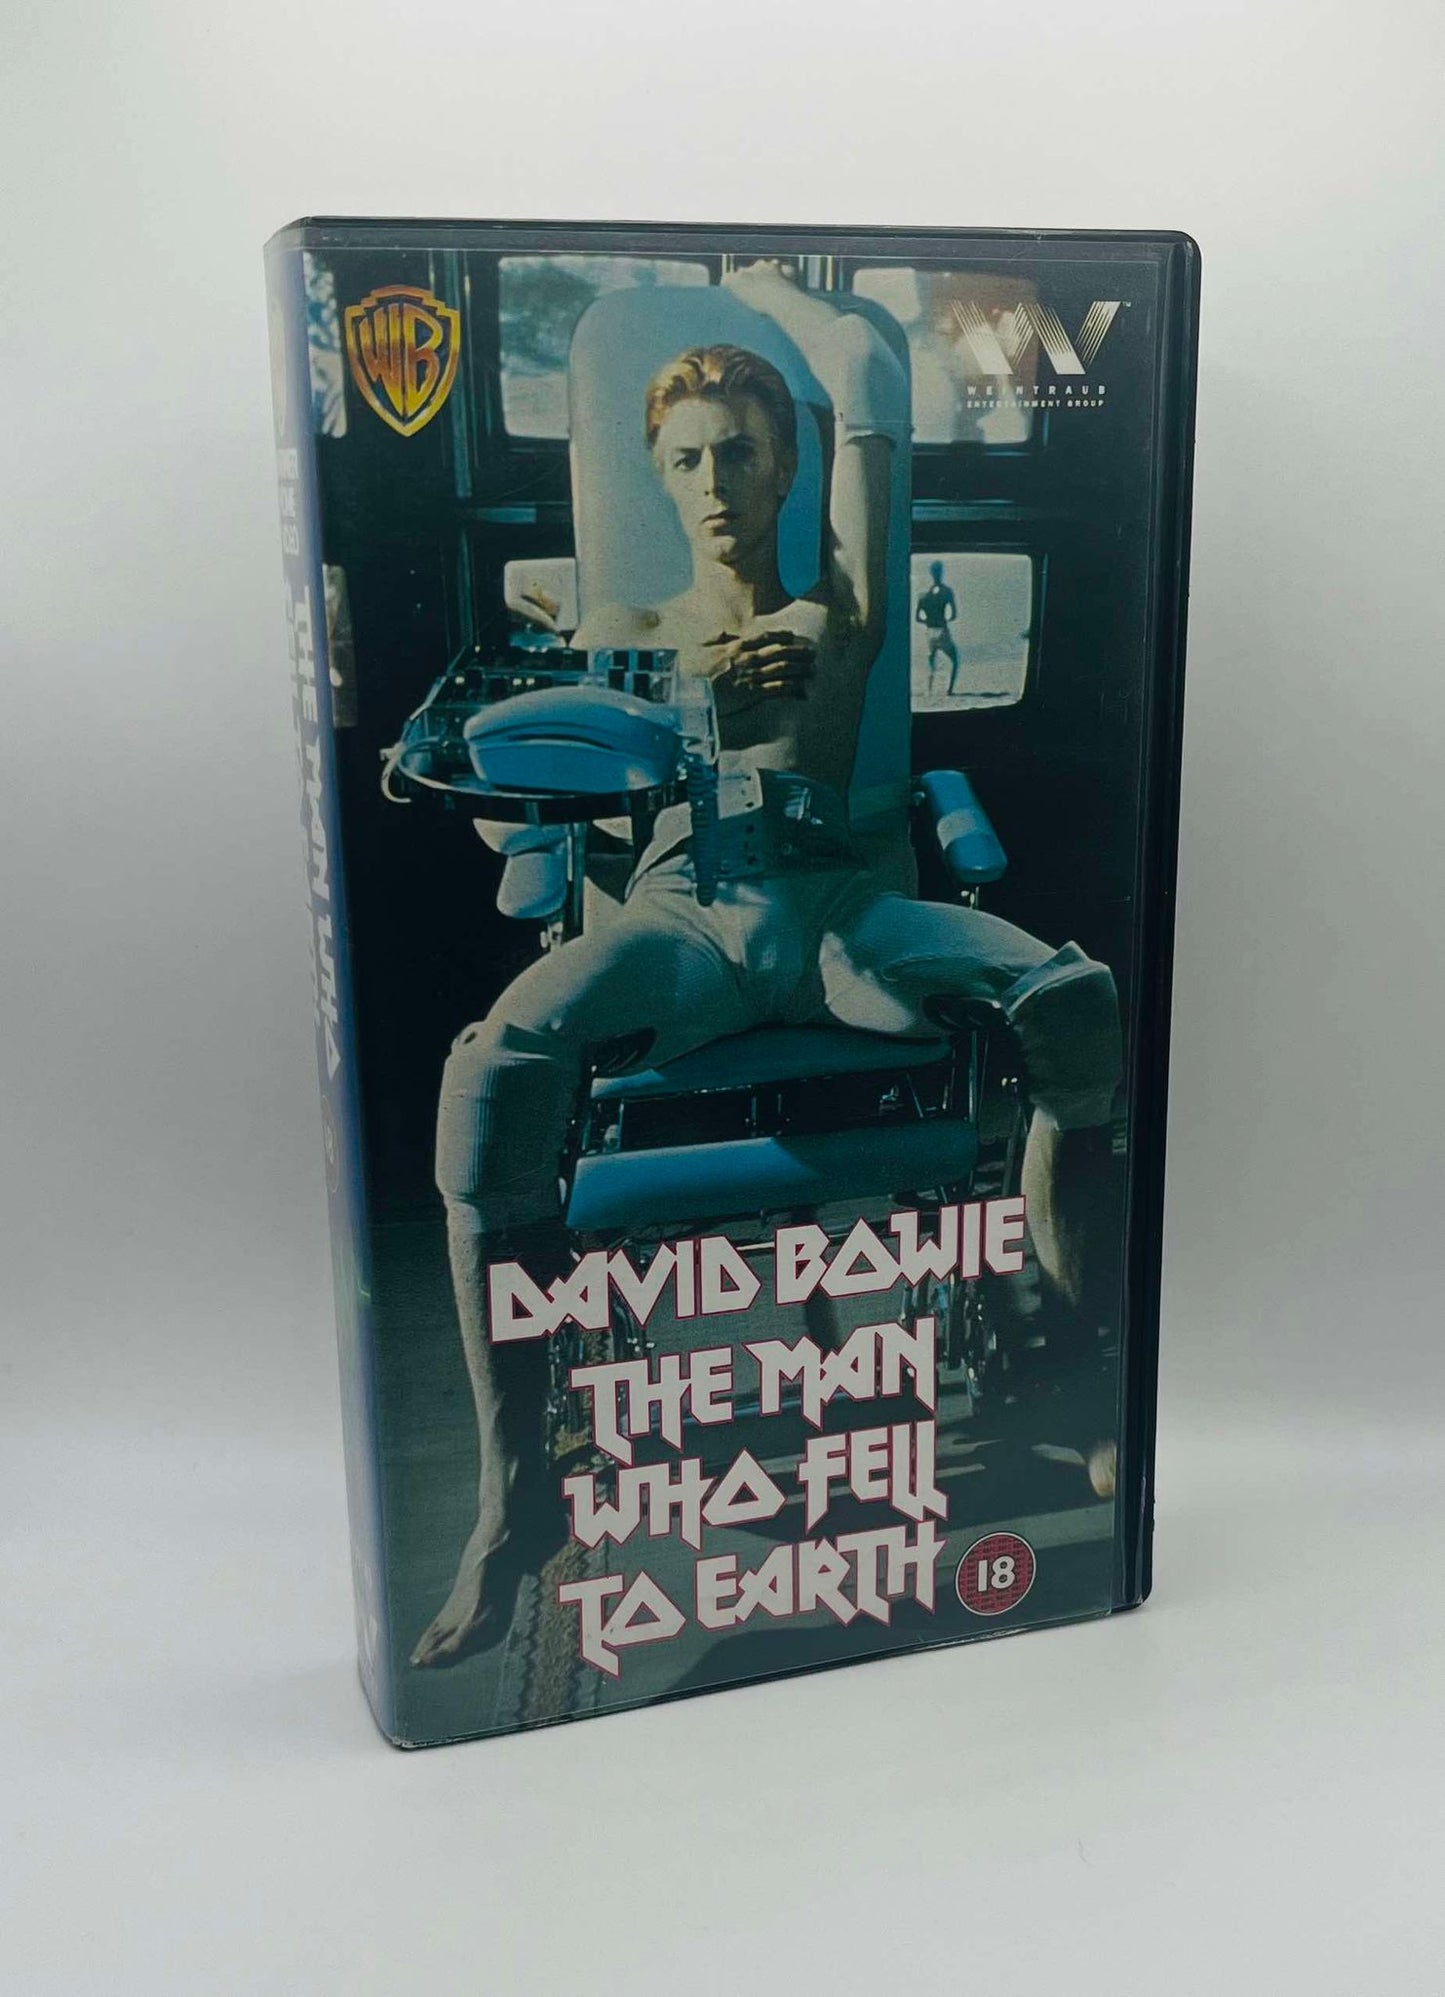 WB
W
WEINTRAUB
ENTERTAINMENT GROUP
THE MAN WHO
DAVID BOWIE
THE MAN
WHO FELL
TO EARTH
18